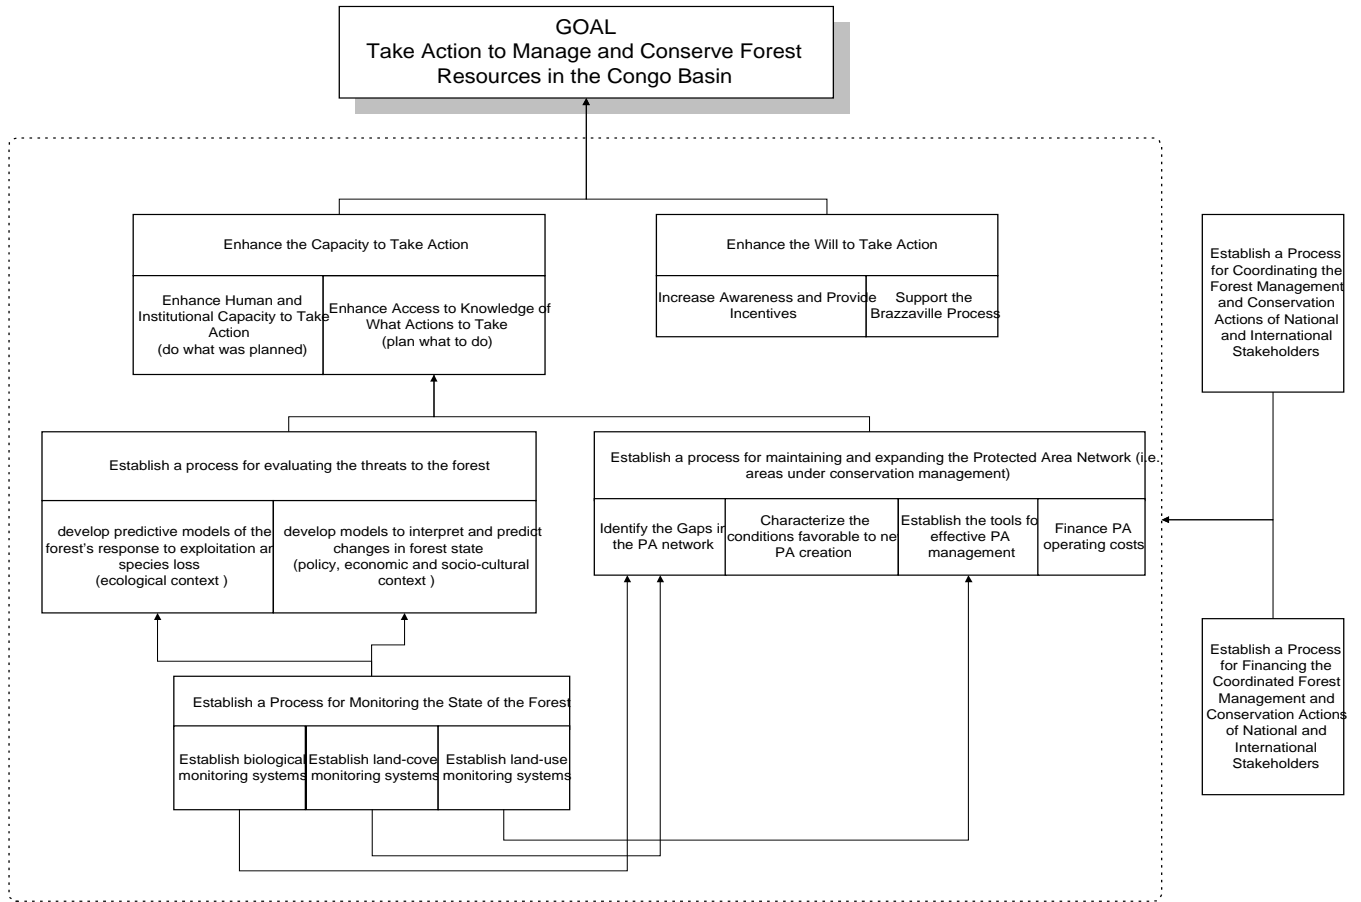 GOAL
Take Action to Manage and Conserve Forest
Resources in the Congo Basin
Enhance the Capacity to Take Action
Enhance Human and
Institutional Capacity to Take
Action
(do what was planned)
Enhance Access to Knowledge of
What Actions to Take
(plan what to do)
Enhance the Will to Take Action
Increase Awareness and Provide
Incentives
Support the
Brazzaville Process
Establish a Process
for Coordinating the
Forest Management
and Conservation
Actions of National
and International
Stakeholders
Establish a process for evaluating the threats to the forest
develop predictive models of the
forest's response to exploitation an
species loss
(ecological context )
develop models to interpret and predict
changes in forest state
(policy, economic and socio-cultural
context )
Establish a process for maintaining and expanding the Protected Area Network (i.e.
areas under conservation management)
Identify the Gaps in
the PA network
Characterize the
conditions favorable to ne
PA creation
Establish the tools fo
effective PA
management
Finance PA
operating costs
Establish a Process for Monitoring the State of the Forest
Establish biological
monitoring systems
Establish land-cove
monitoring systems
Establish land-use
monitoring systems
Establish a Process
for Financing the
Coordinated Forest
Management and
Conservation Actions
of National and
International
Stakeholders